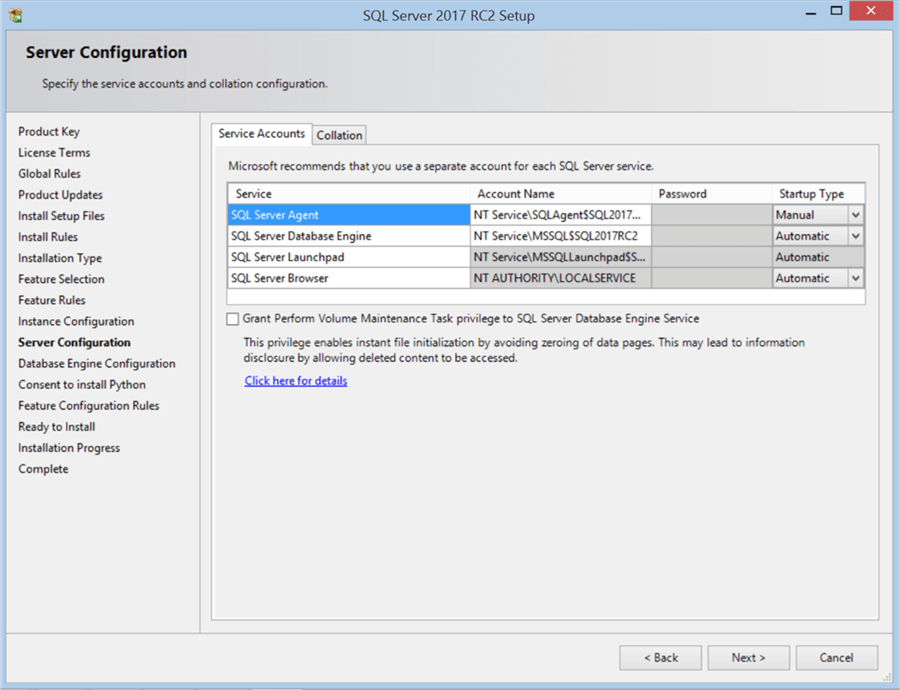 SQL Server 2017 RC2 Setup
Server Configuration
Specify the service accounts and collation configuration.
Product Key
License Terms
Global Rules
Product Updates
Install Setup Files
Install Rules
Installation Type
Feature Selection
Feature Rules
Instance Configuration
Server Configuration
Database Engine Configuration
Consent to install Python
Feature Configuration Rules
Ready to Install
Installation Progress
Complete
Service Accounts Collation
Microsoft recommends that you use a separate account for each SQL Server service.
Service Account Name Password Startup Type
SQL Server Agent NT Service\SQLAgent$SQL2017... Manual
SQL Server Database Engine NT Service\MSSQL$SQL2017RC2 Automatic
SQL Server Launchpad NT Service\MSSQLLaunchpad$S... Automatic
SQL Server Browser NT AUTHORITY\LOCALSERVICE Automatic
Grant Perform Volume Maintenance Task privilege to SQL Server Database Engine Service
This privilege enables instant file initialization by avoiding zeroing of data pages. This may lead to information
disclosure by allowing deleted content to be accessed.
Click here for details
< Back Next > Cancel